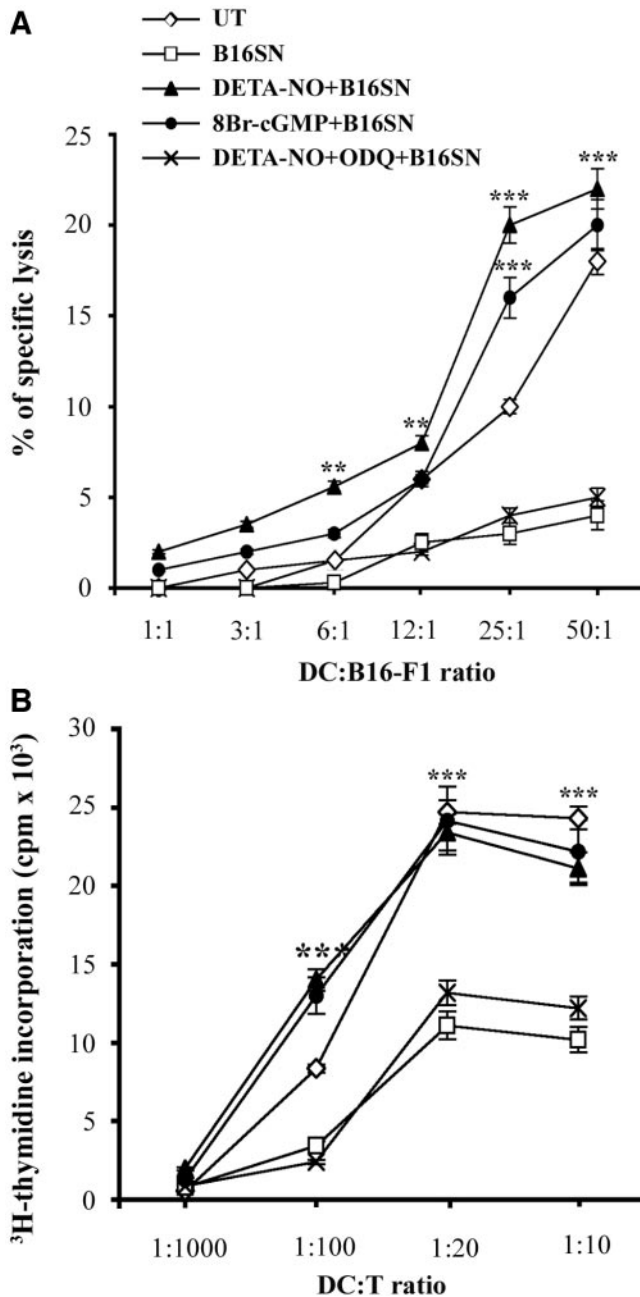 A
UT
B16SN
DETA-NO+B16SN
8Br-cGMP+B16SN
DETA-NO+ODQ+B16SN
25
20
15
10
5
0
% of specific lysis
**
**
***
***
***
1:1 3:1 6:1 12:1 25:1 50:1
DC:B16-F1 ratio
B
30
25
20
15
10
5
0
³H-thymidine incorporation (cpm x 10³)
***
***
***
1:1000 1:100 1:20 1:10
DC:T ratio